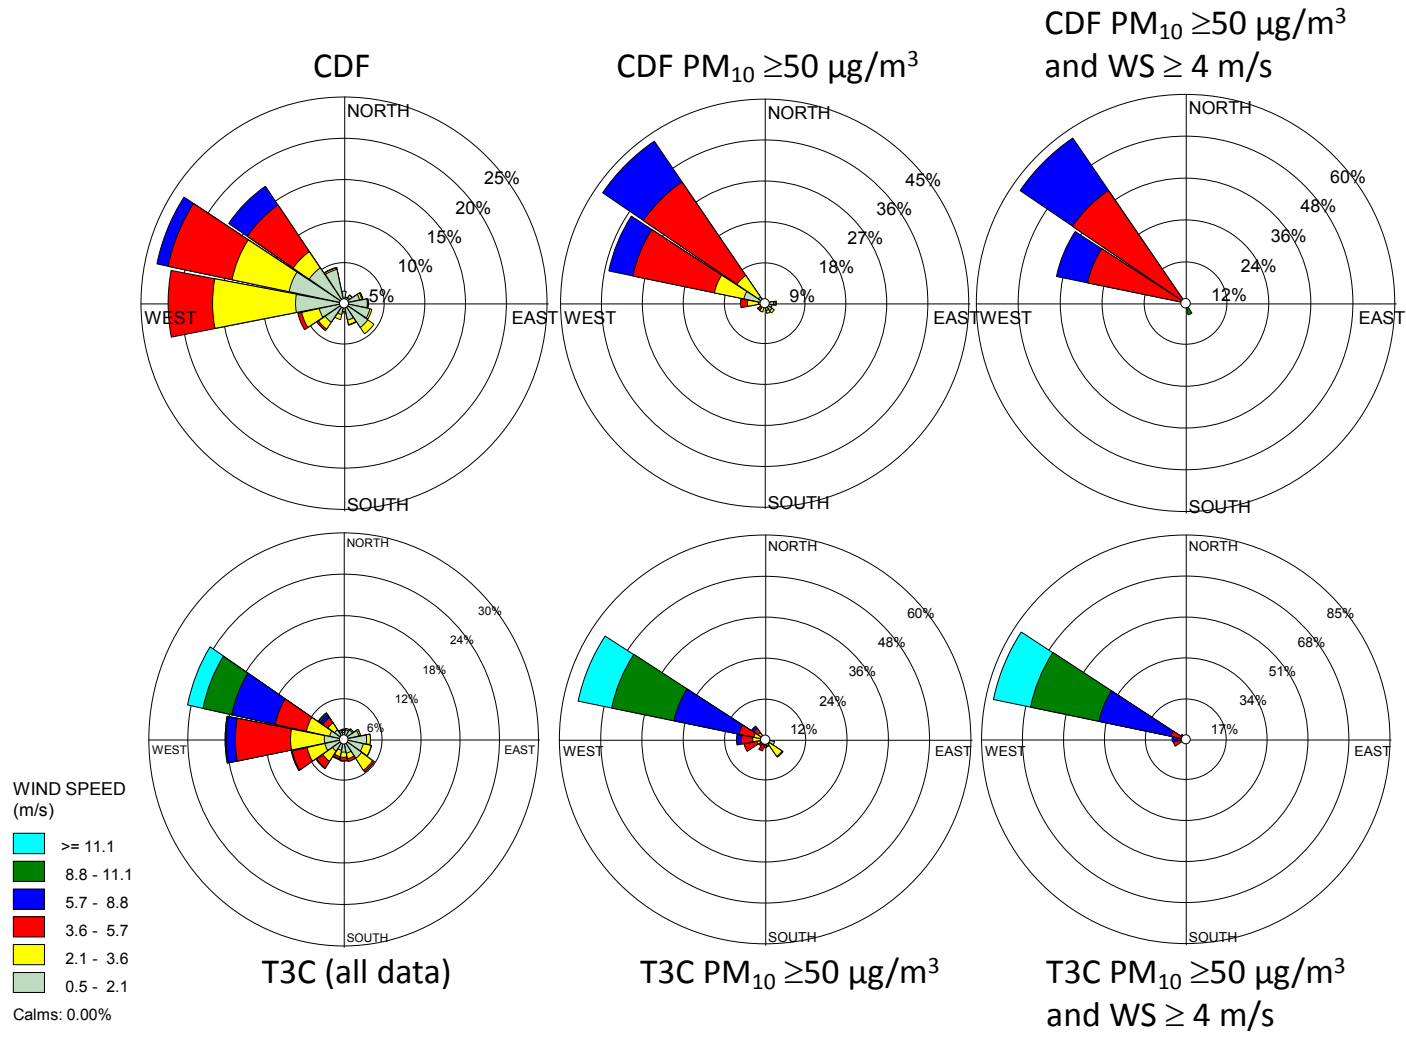 CDF
CDF PM₁₀ ≥50 µg/m³
CDF PM₁₀ ≥50 µg/m³
and WS ≥ 4 m/s
NORTH
25%
20%
15%
10%
5%
WEST
EAST
SOUTH
NORTH
45%
36%
27%
18%
9%
WEST
EAST
SOUTH
NORTH
60%
48%
36%
24%
12%
WEST
EAST
SOUTH
NORTH
30%
24%
18%
12%
6%
WEST
EAST
SOUTH
NORTH
60%
48%
36%
24%
12%
WEST
EAST
SOUTH
NORTH
85%
68%
51%
34%
17%
WEST
EAST
SOUTH
WIND SPEED
(m/s)
>= 11.1
8.8 - 11.1
5.7 - 8.8
3.6 - 5.7
2.1 - 3.6
0.5 - 2.1
Calms: 0.00%
T3C (all data)
T3C PM₁₀ ≥50 µg/m³
T3C PM₁₀ ≥50 µg/m³
and WS ≥ 4 m/s